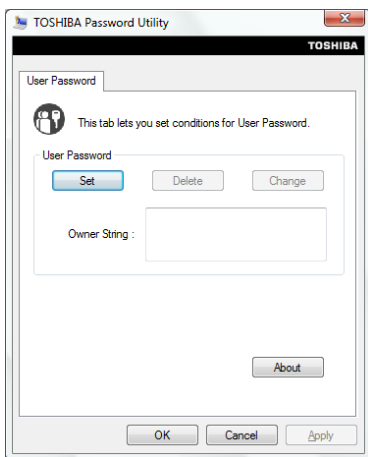 TOSHIBA Password Utility
TOSHIBA
User Password
This tab lets you set conditions for User Password.
User Password
Set Delete Change
Owner String :
About
OK Cancel Apply